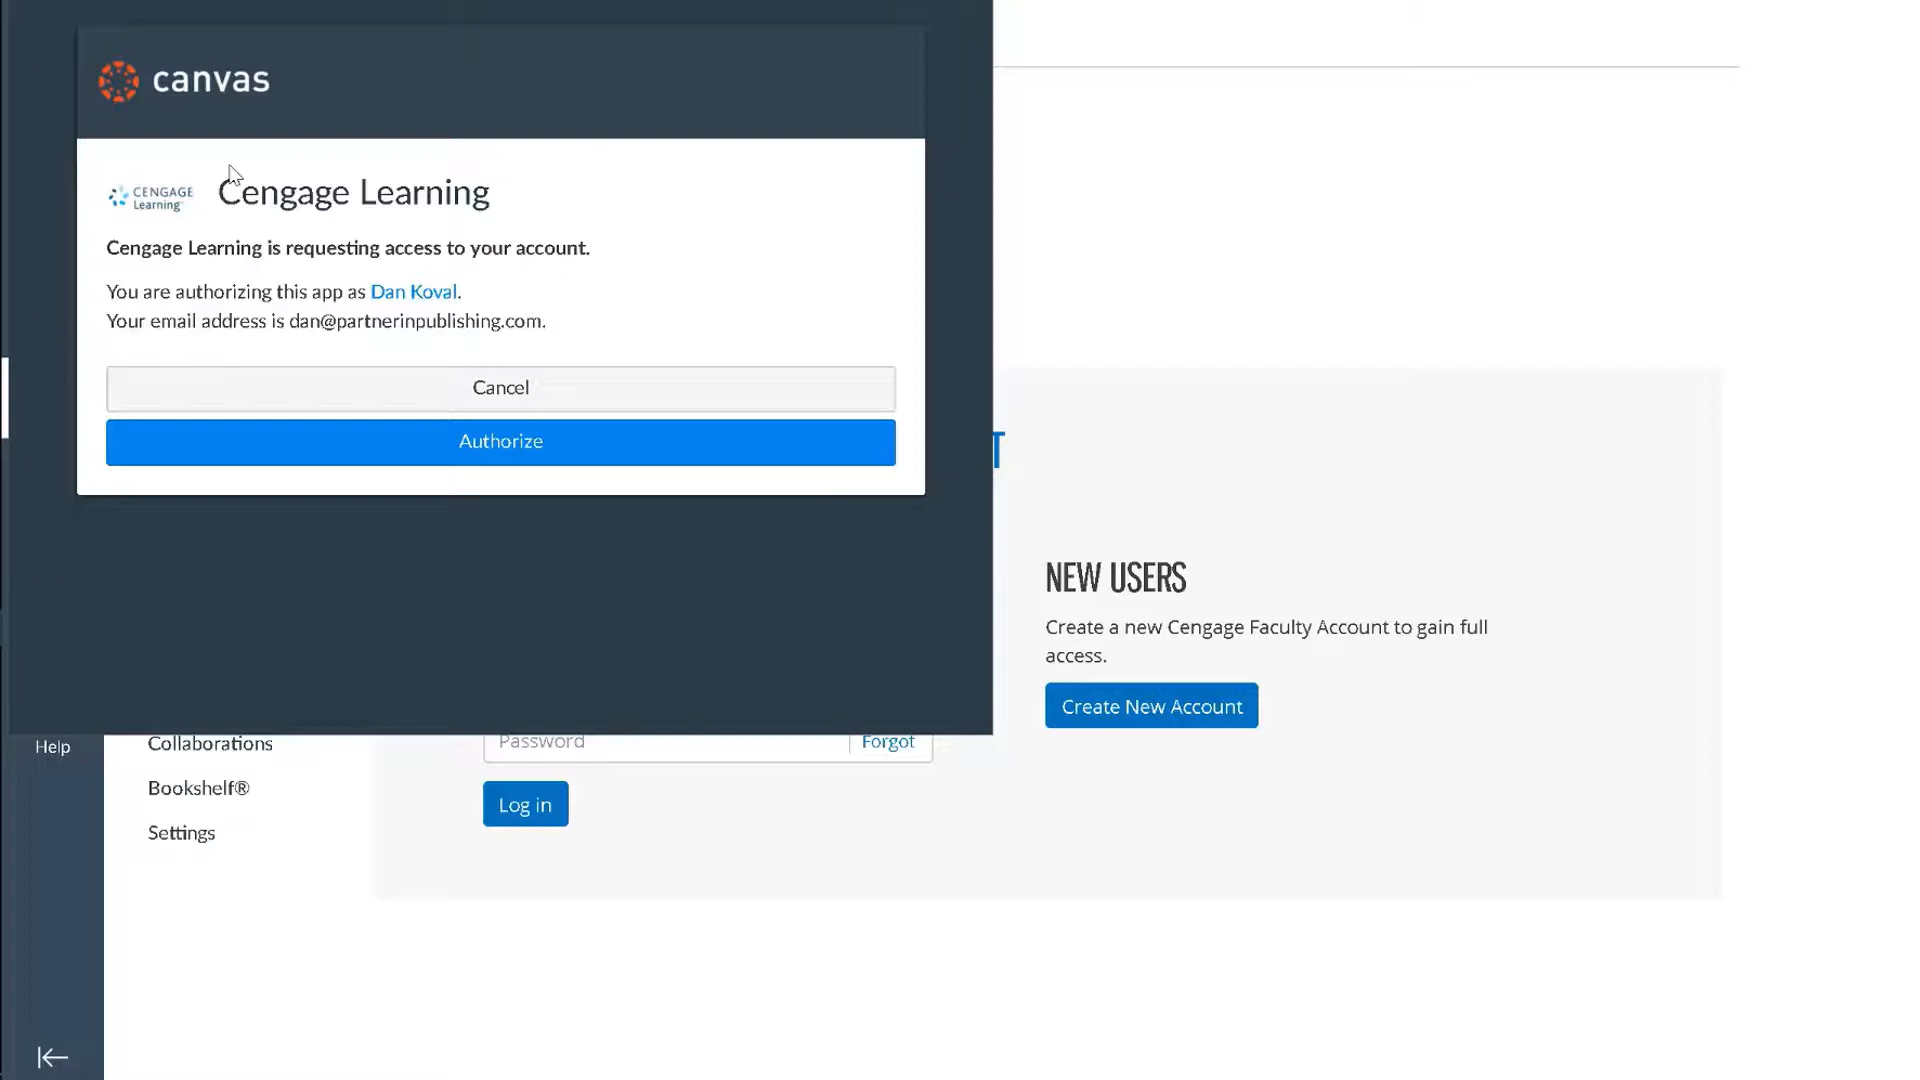 canvas
CENGAGE
Learning
Cengage Learning
Cengage Learning is requesting access to your account.
You are authorizing this app as Dan Koval.
Your email address is dan@partnerinpublishing.com.
Cancel
Authorize
T
NEW USERS
Create a new Cengage Faculty Account to gain full
access.
Create New Account
Help
Collaborations
Password
Forgot
Bookshelf®
Log in
Settings